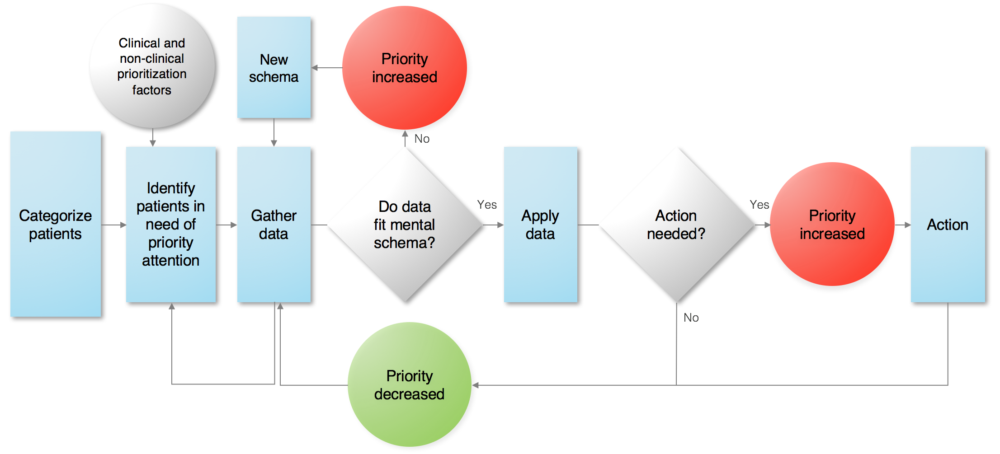 Clinical and
non-clinical
prioritization
factors
New
schema
Priority
increased
No
Categorize
patients
Identify
patients in
need of
priority
attention
Gather
data
Do data
fit mental
schema?
Yes
Apply
data
Action
needed?
Yes
Priority
increased
Action
No
Priority
decreased